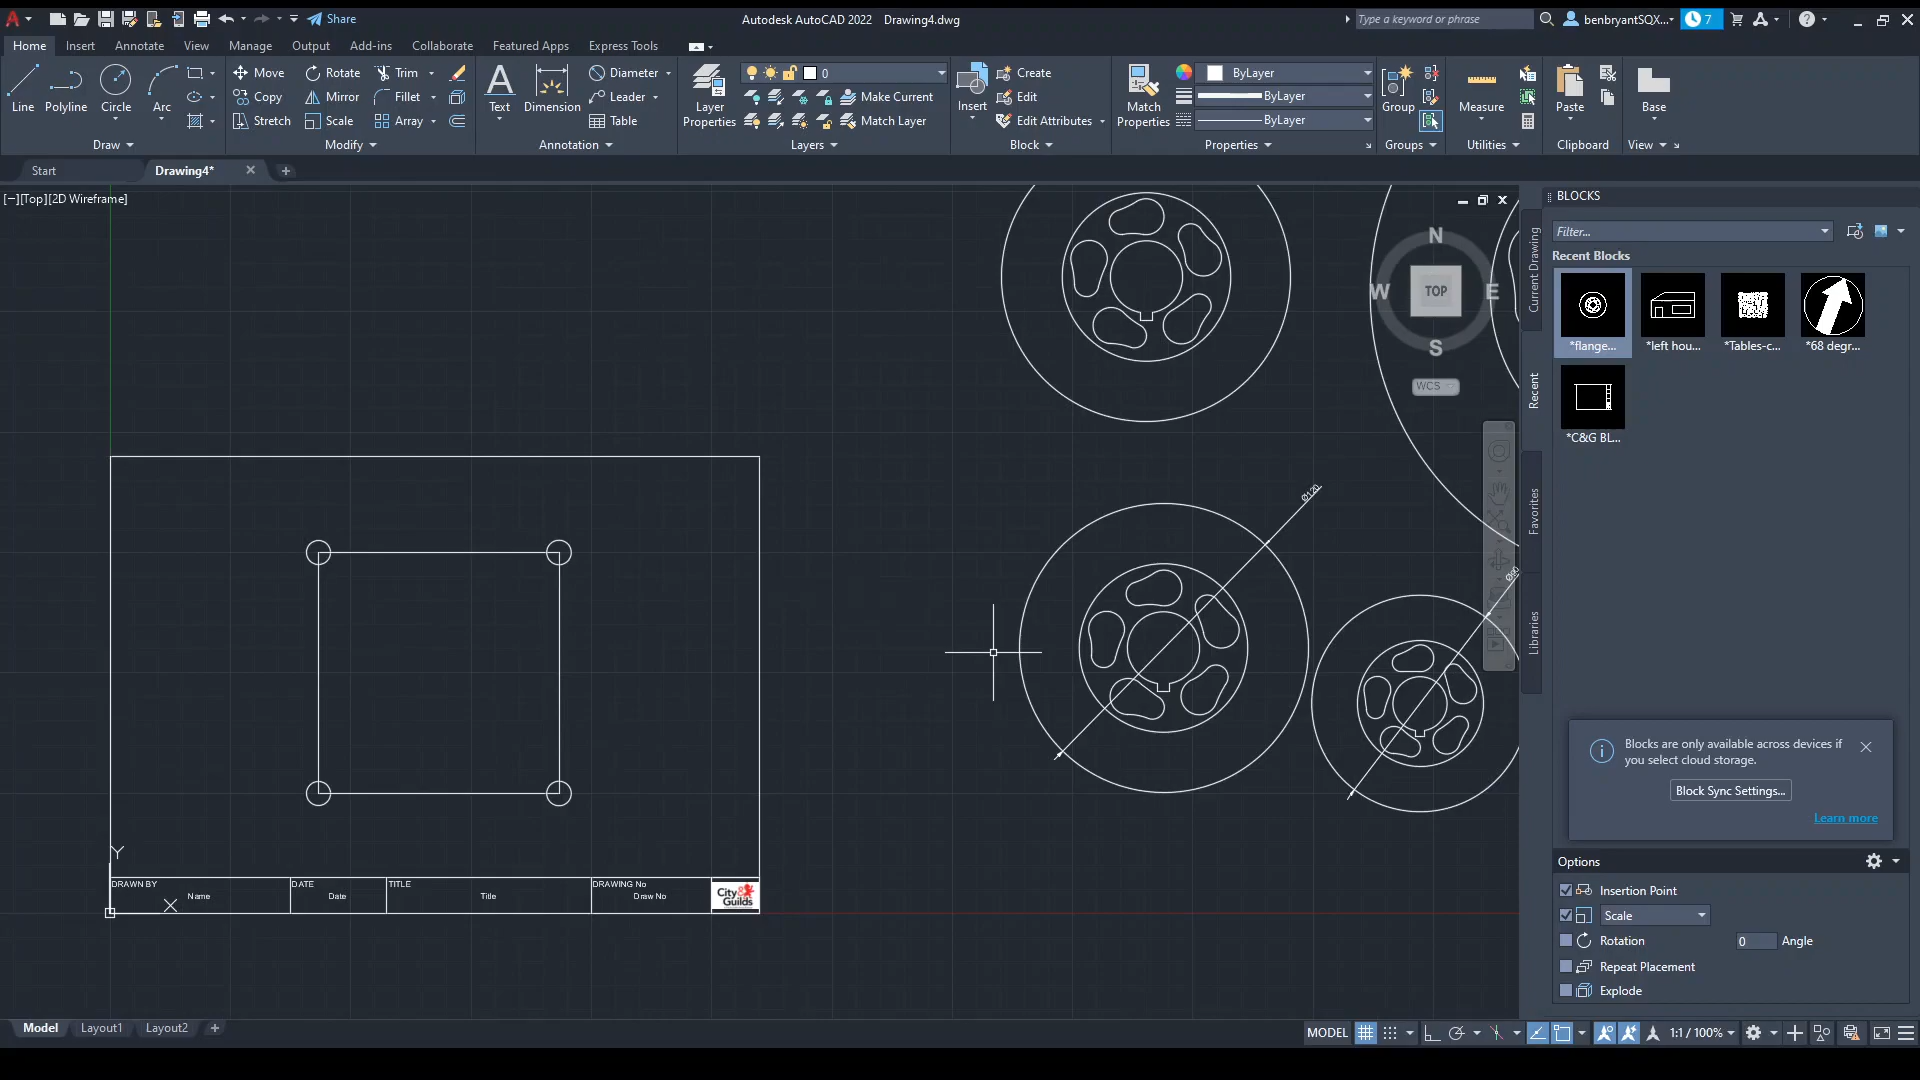 Share
Autodesk AutoCAD 2022 Drawing4.dwg
Type a keyword or phrase
benbryantSQX...
7
Home Insert Annotate View Manage Output Add-ins Collaborate Featured Apps Express Tools
Line Polyline Circle Arc
Move Rotate Trim
Copy Mirror Fillet
Stretch Scale Array
Text Dimension
Diameter
Leader
Table
Layer Properties
0
Make Current
Match Layer
Insert
Create
Edit
Edit Attributes
Match Properties
ByLayer
ByLayer
ByLayer
Group
Measure
Paste
Base
Draw Modify Annotation Layers Block Properties Groups Utilities Clipboard View
Start Drawing4*
[−][Top][2D Wireframe]
N
W TOP E
S
WCS
Ø120
Ø90
Y
X
DRAWN BY DATE TITLE DRAWING No
Name Date Title Draw No
City & Guilds
BLOCKS
Filter...
Recent Blocks
Current Drawing
Recent
Favorites
Libraries
*flange... *left hou... *Tables-c... *68 degr...
*C&G BL...
Blocks are only available across devices if
you select cloud storage.
Block Sync Settings...
Learn more
Options
Insertion Point
Scale
Rotation 0 Angle
Repeat Placement
Explode
Model Layout1 Layout2
MODEL 1:1 / 100%